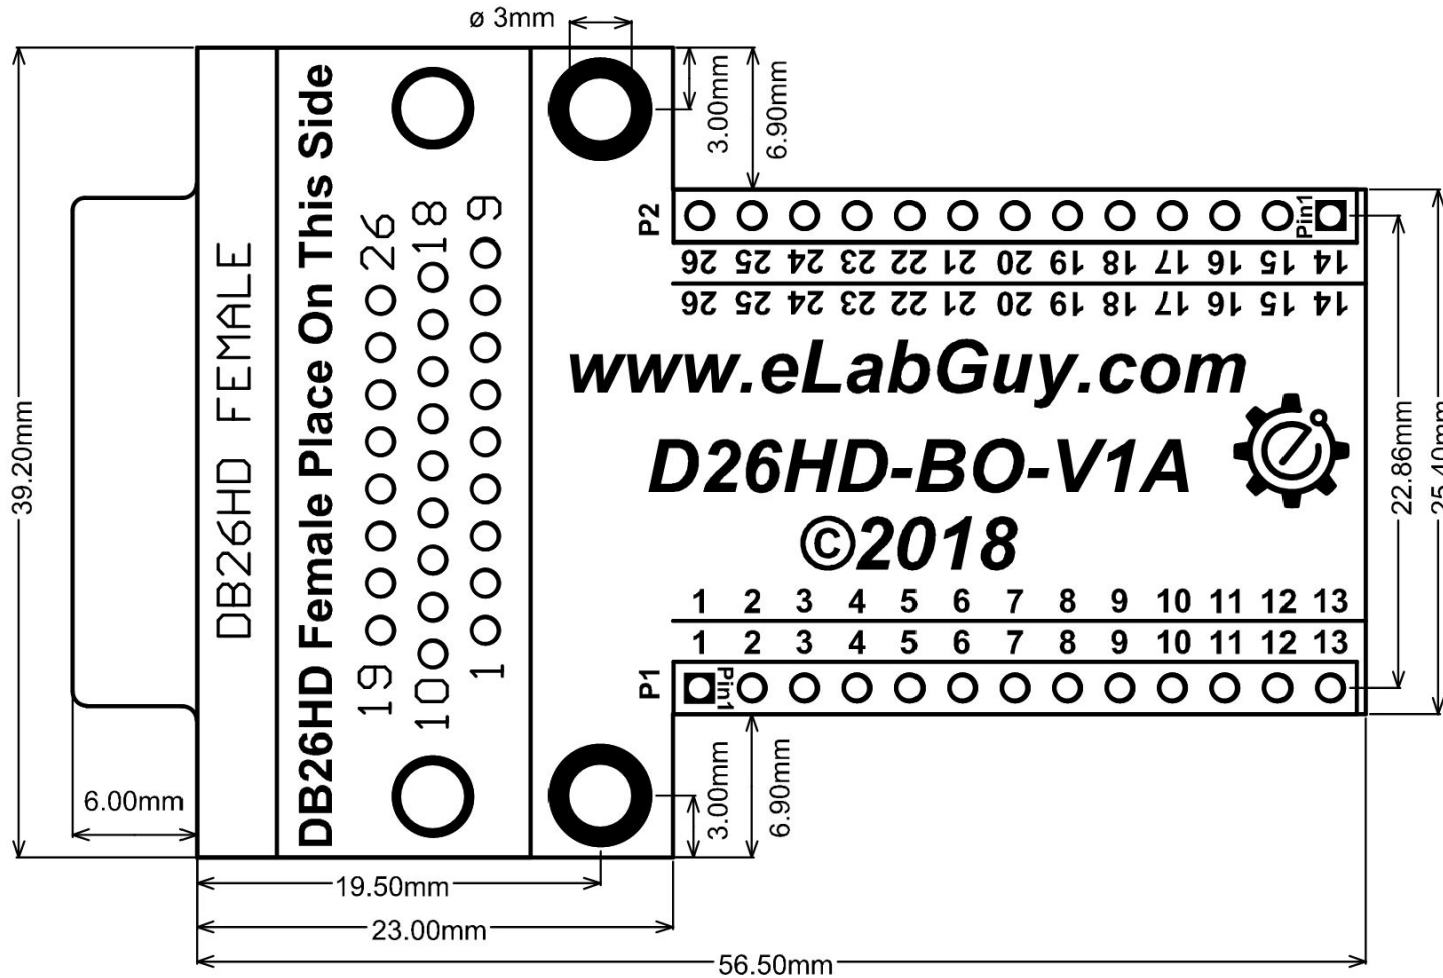 ø 3mm
3.00mm
6.90mm
39.20mm
6.00mm
DB26HD FEMALE
DB26HD Female Place On This Side
26
18
9
19
10
1
P2
Pin1
26 25 24 23 22 21 20 19 18 17 16 15 14
26 25 24 23 22 21 20 19 18 17 16 15 14
www.eLabGuy.com
D26HD-BO-V1A
©2018
1 2 3 4 5 6 7 8 9 10 11 12 13
1 2 3 4 5 6 7 8 9 10 11 12 13
P1
Pin1
22.86mm
25.40mm
3.00mm
6.90mm
19.50mm
23.00mm
56.50mm